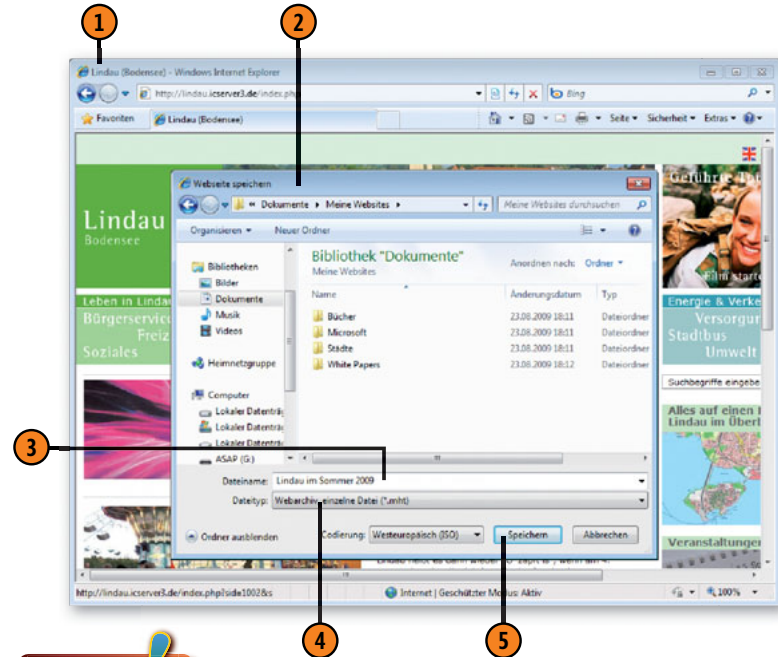 1
2
Lindau (Bodensee) - Windows Internet Explorer
http://lindau.icserver3.de/index.php
Bing
Favoriten
Lindau (Bodensee)
Seite
Sicherheit
Extras
Webseite speichern
Geführte
Dokumente
Meine Websites
Meine Websites durchsuchen
Organisieren
Neuer Ordner
Lindau
Bodensee
Bibliothek "Dokumente"
Meine Websites
Anordnen nach: Ordner
Film
Bibliotheken
Bilder
Dokumente
Musik
Videos
Heimnetzgruppe
Computer
Lokaler Datenträ
Lokaler Datenträ
Lokaler Datenträ
ASAP (G:)
Name
Änderungsdatum
Typ
Bücher
23.08.2009 18:11
Dateiordner
Microsoft
23.08.2009 18:11
Dateiordner
Städte
23.08.2009 18:11
Dateiordner
White Papers
23.08.2009 18:12
Dateiordner
Leben in Lindau
Bürgerservice
Freiz
Soziales
Energie & Verke
Versorgun
Stadtbus
Umwelt
Suchbegriffe eingebe
Alles auf einen
Lindau im Überl
3
Dateiname: Lindau im Sommer 2009
Dateityp: Webarchiv, einzelne Datei (*.mht)
Ordner ausblenden
Codierung: Westeuropäisch (ISO)
Speichern
Abbrechen
Veranstaltunger
http://lindau.icserver3.de/index.php?side1002&s
Internet | Geschützter Modus: Aktiv
100%
4
5